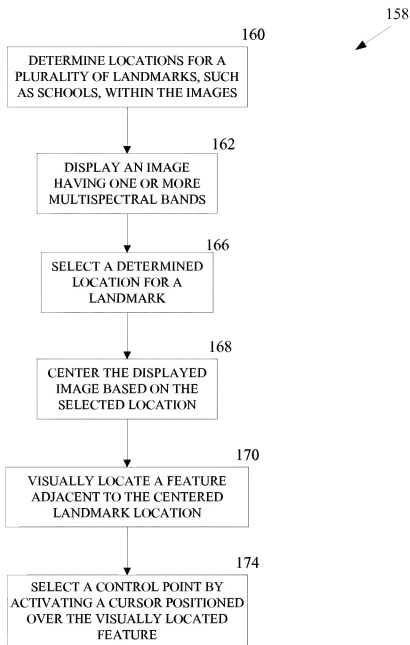 158
160
DETERMINE LOCATIONS FOR A
PLURALITY OF LANDMARKS, SUCH
AS SCHOOLS, WITHIN THE IMAGES
162
DISPLAY AN IMAGE
HAVING ONE OR MORE
MULTISPECTRAL BANDS
166
SELECT A DETERMINED
LOCATION FOR A
LANDMARK
168
CENTER THE DISPLAYED
IMAGE BASED ON THE
SELECTED LOCATION
170
VISUALLY LOCATE A FEATURE
ADJACENT TO THE CENTERED
LANDMARK LOCATION
174
SELECT A CONTROL POINT BY
ACTIVATING A CURSOR POSITIONED
OVER THE VISUALLY LOCATED
FEATURE